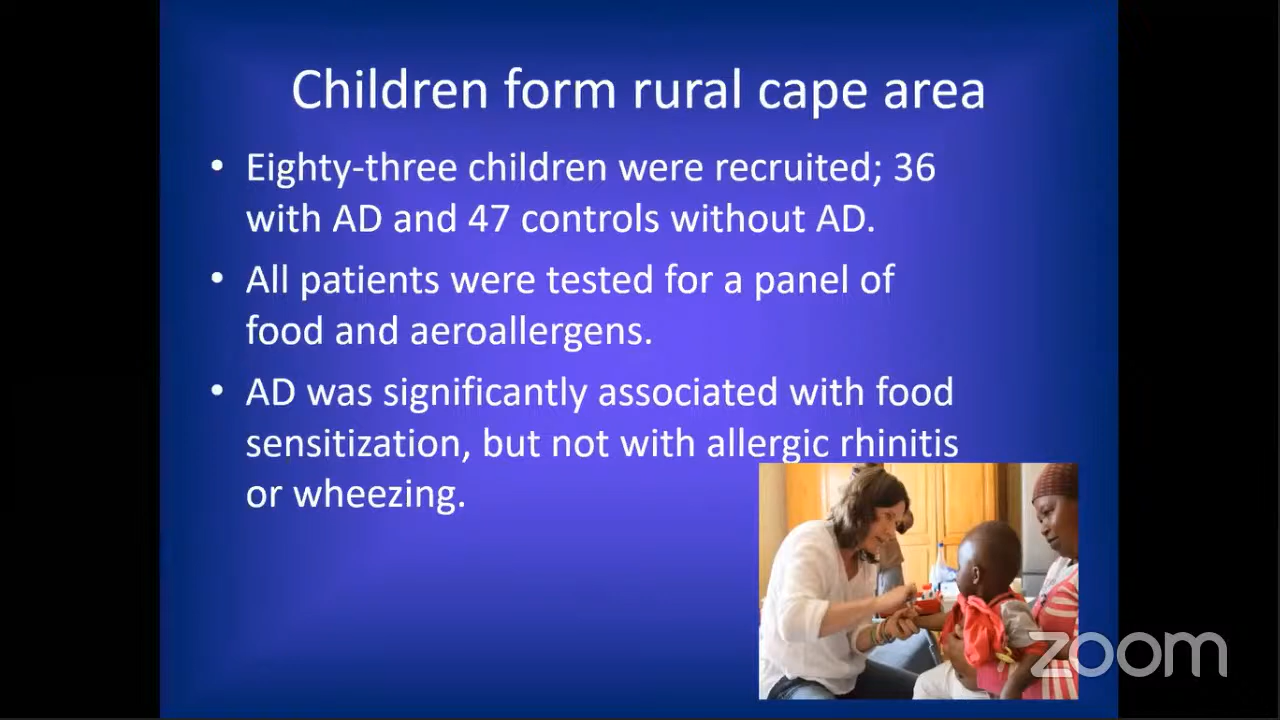 Children form rural cape area
• Eighty-three children were recruited; 36
with AD and 47 controls without AD.
• All patients were tested for a panel of
food and aeroallergens.
• AD was significantly associated with food
sensitization, but not with allergic rhinitis
or wheezing.
zoom